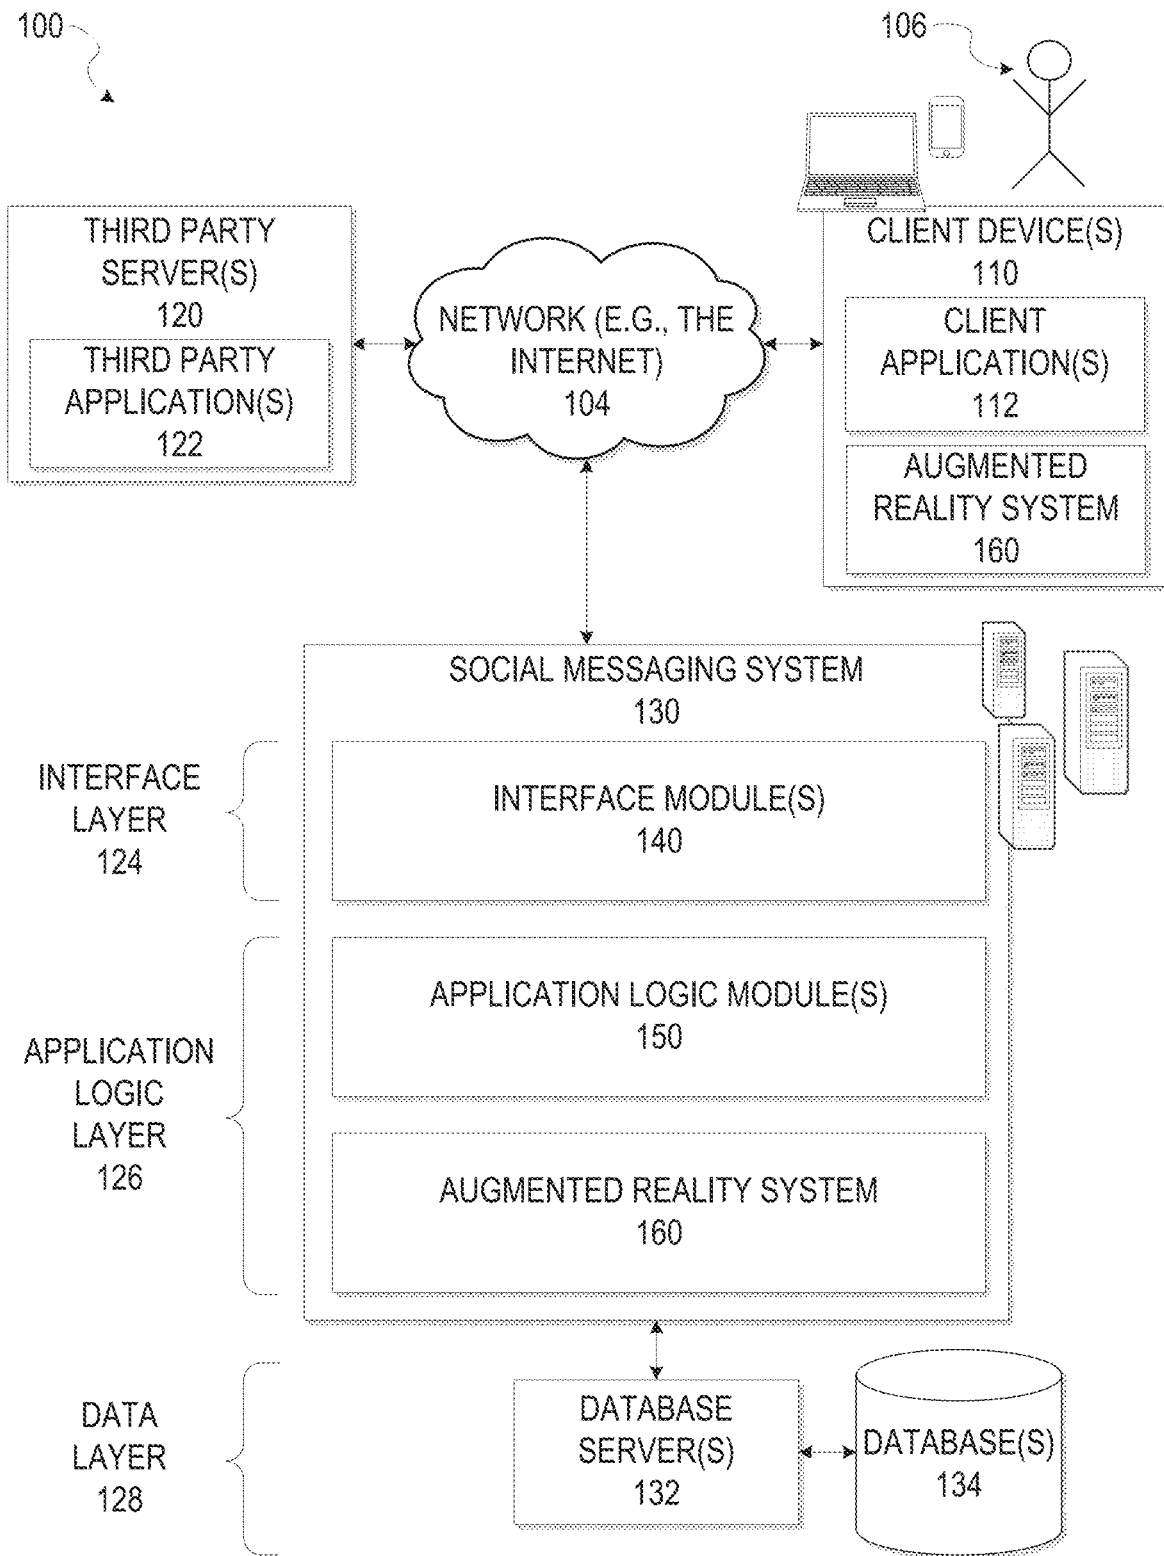 100
106
THIRD PARTY
SERVER(S)
120
THIRD PARTY
APPLICATION(S)
122
NETWORK (E.G., THE
INTERNET)
104
CLIENT DEVICE(S)
110
CLIENT
APPLICATION(S)
112
AUGMENTED
REALITY SYSTEM
160
SOCIAL MESSAGING SYSTEM
130
INTERFACE
LAYER
124
INTERFACE MODULE(S)
140
APPLICATION
LOGIC
LAYER
126
APPLICATION LOGIC MODULE(S)
150
AUGMENTED REALITY SYSTEM
160
DATA
LAYER
128
DATABASE
SERVER(S)
132
DATABASE(S)
134